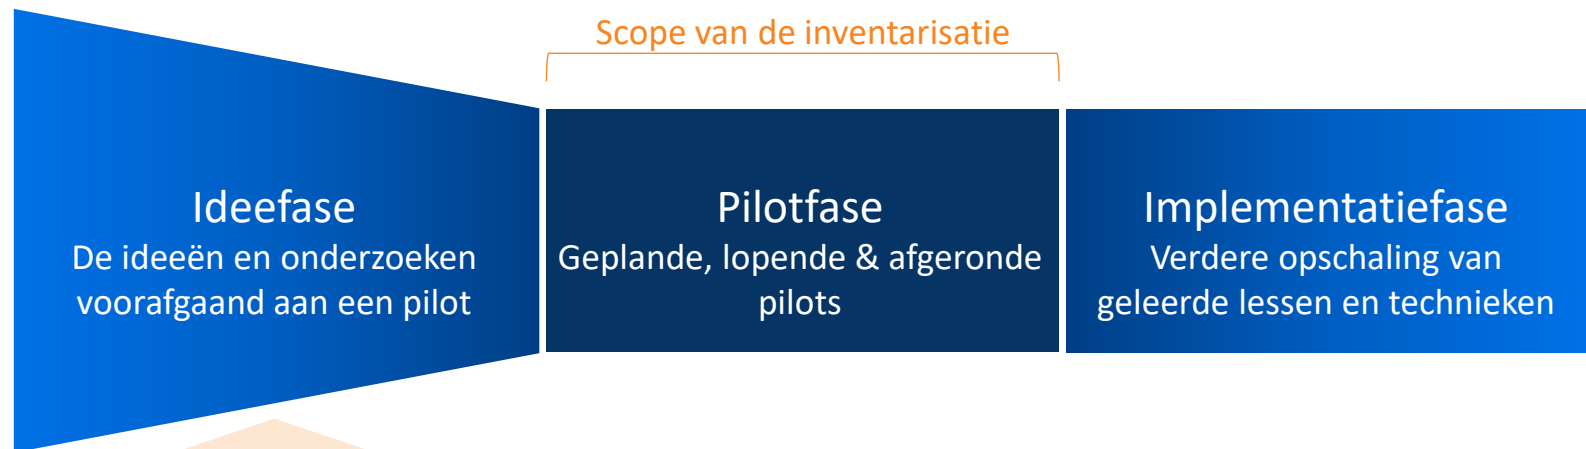 Scope van de inventarisatie
Ideefase
De ideeën en onderzoeken
voorafgaand aan een pilot
Pilotfase
Geplande, lopende & afgeronde
pilots
Implementatiefase
Verdere opschaling van
geleerde lessen en technieken